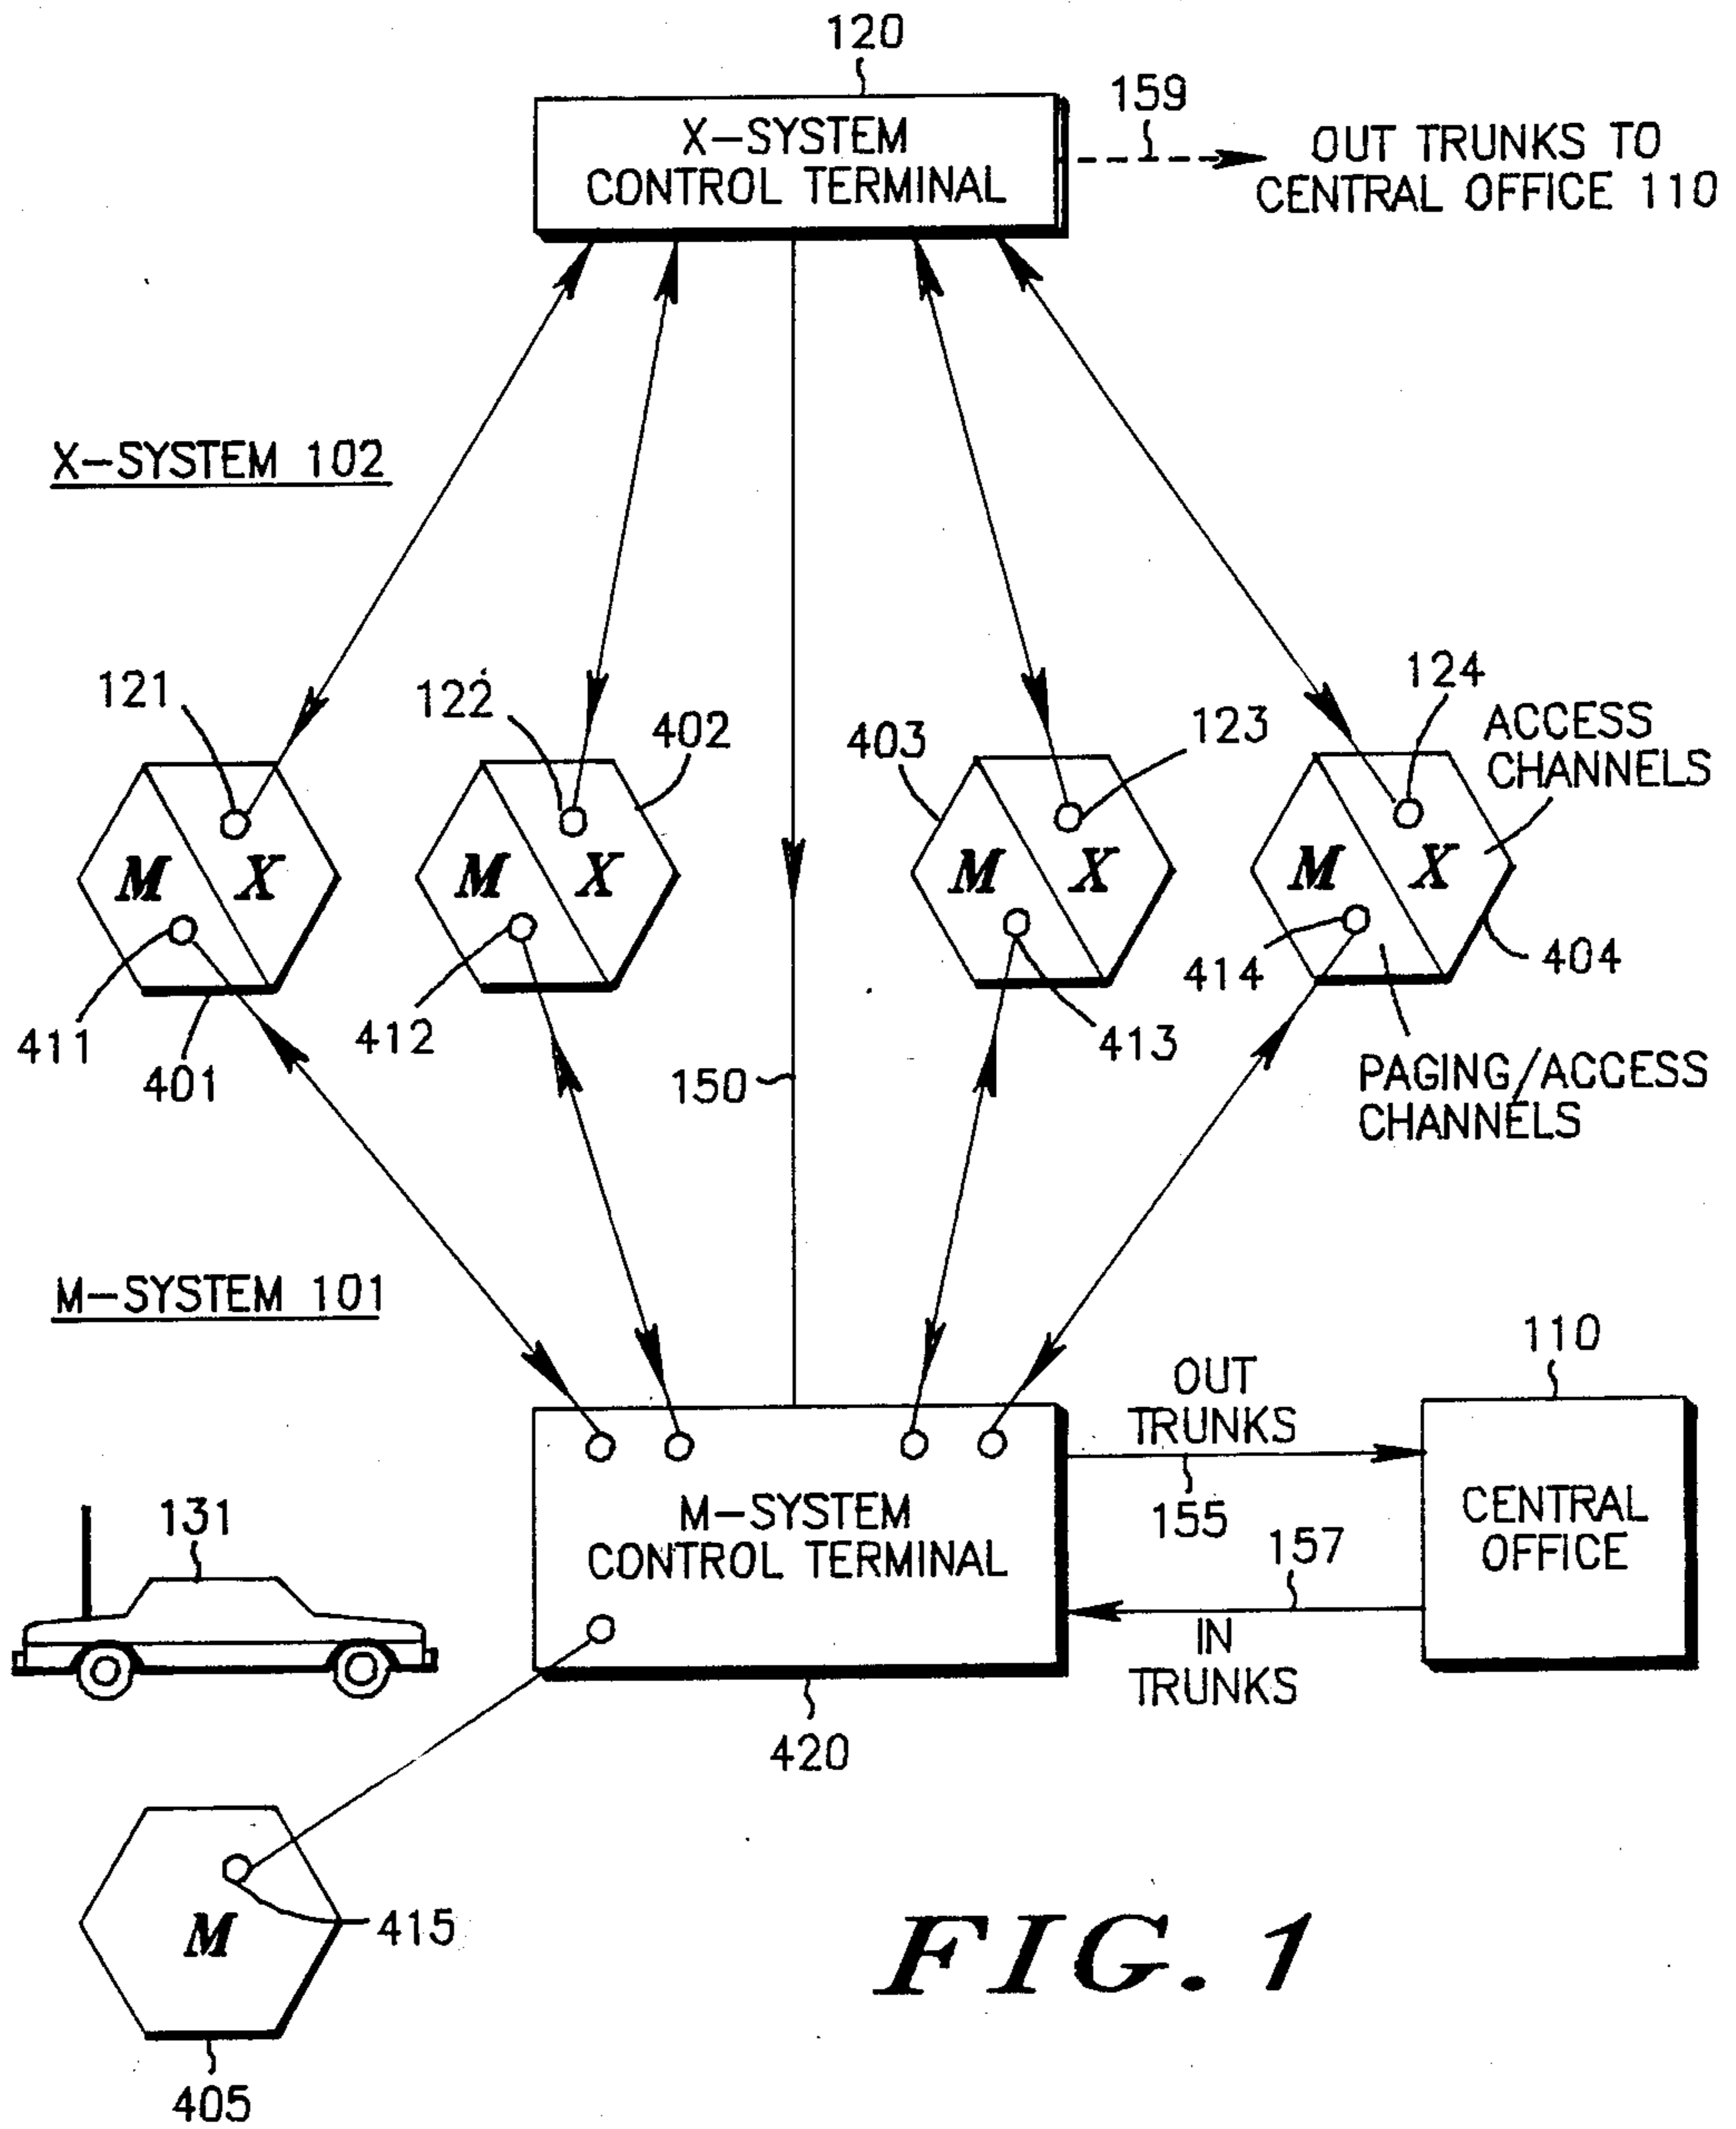 120
X-SYSTEM
CONTROL TERMINAL
159
OUT TRUNKS TO
CENTRAL OFFICE 110
X-SYSTEM 102
121
122
402
403
123
124
ACCESS
CHANNELS
M X
M X
M X
M X
411
401
412
150
413
414
404
PAGING/ACCESS
CHANNELS
M-SYSTEM 101
110
OUT
TRUNKS
155
M-SYSTEM
CONTROL TERMINAL
CENTRAL
OFFICE
157
IN
TRUNKS
131
420
M
415
405
FIG. 1